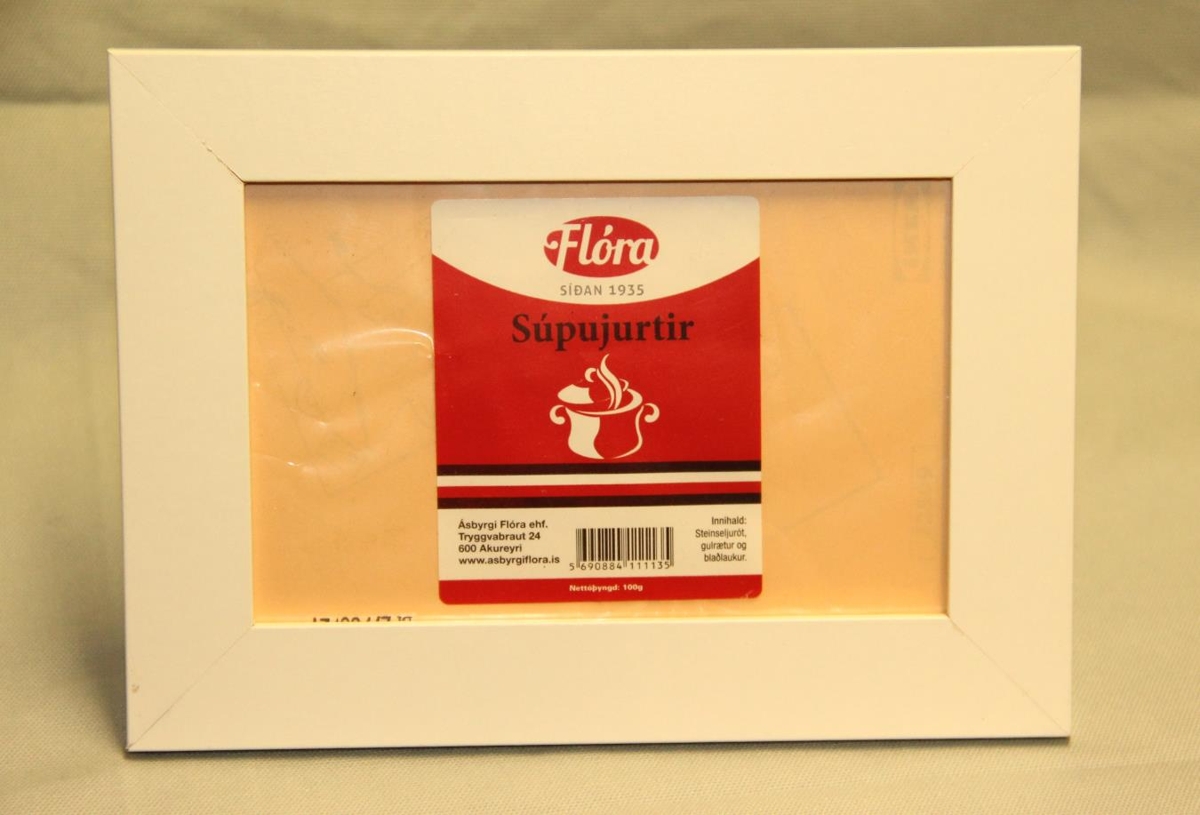 Flóra
SÍÐAN 1935
Súpujurtir
Ásbyrgi Flóra ehf.
Tryggvabraut 24
600 Akureyri
www.asbyrgiflora.is
5 690884 111135
Innihald:
Steinseljurót,
gulrætur og
blaðlaukur.
Nettóþyngd: 100g